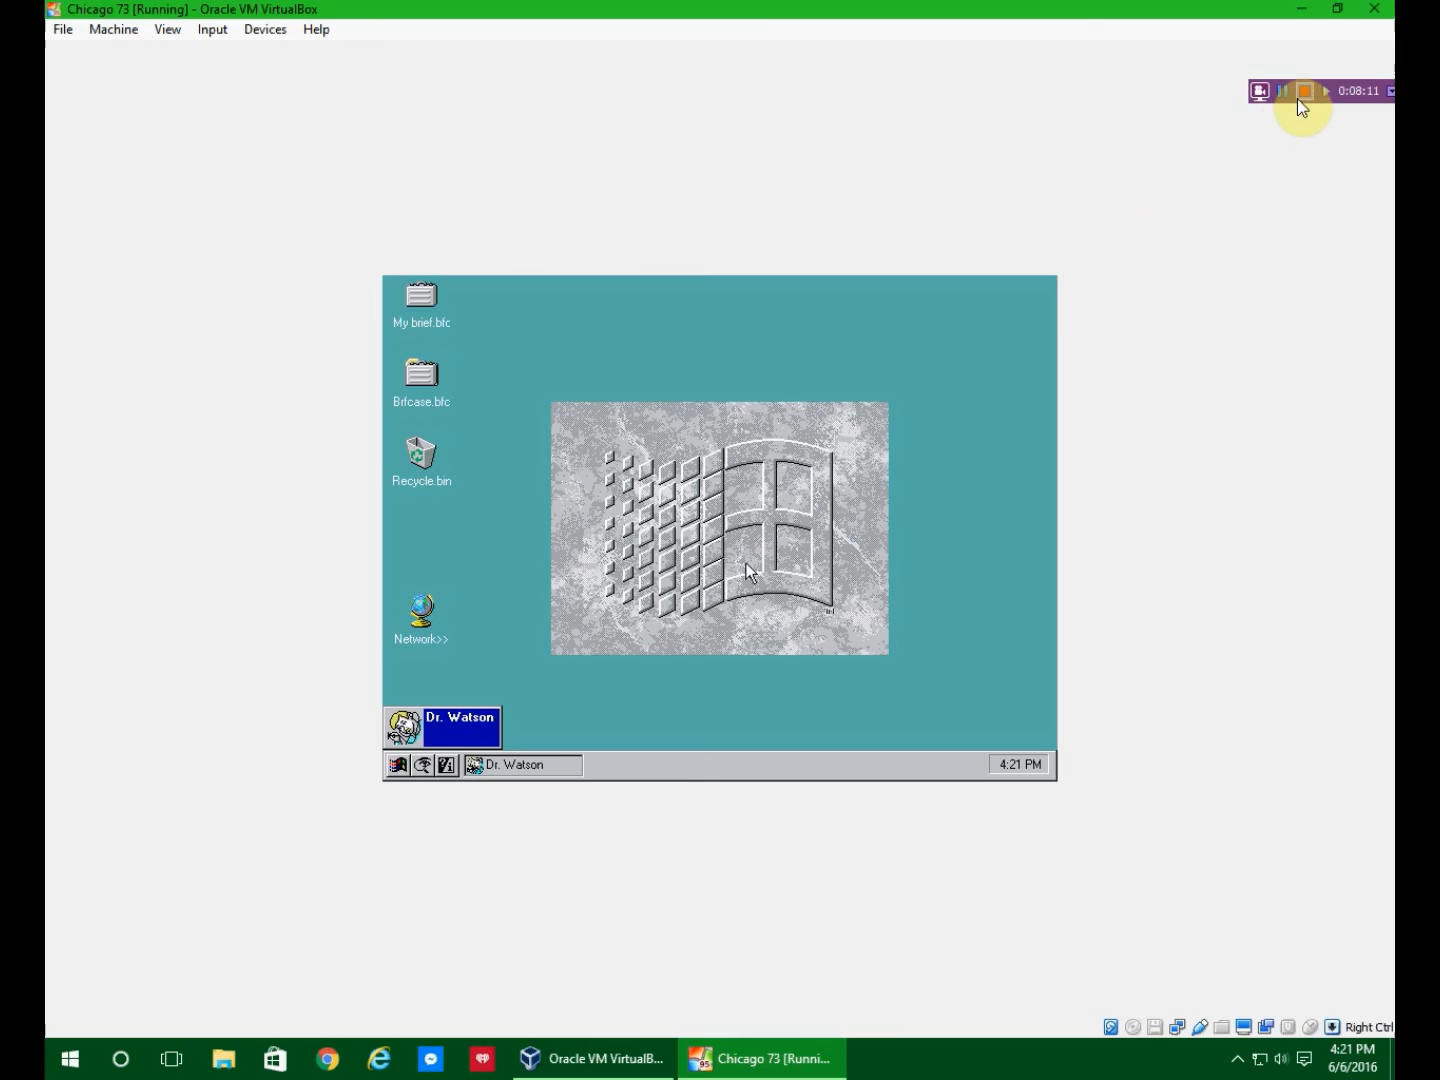 Chicago 73 [Running] - Oracle VM VirtualBox
File Machine View Input Devices Help
0:08:11
My brief.bfc
Brfcase.bfc
Recycle.bin
Network>>
Dr. Watson
Dr. Watson
4:21 PM
Right Ctrl
Oracle VM VirtualB...
Chicago 73 [Runni...
4:21 PM
6/6/2016